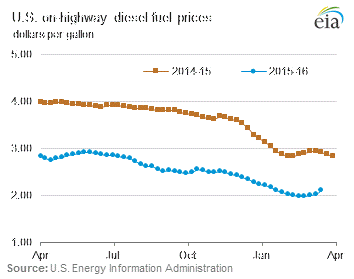 U.S. on-highway diesel fuel prices
dollars per gallon
eia
5.00
2014-15
2015-16
4.00
3.00
2.00
1.00
Apr Jul Oct Jan Apr
Source: U.S. Energy Information Administration